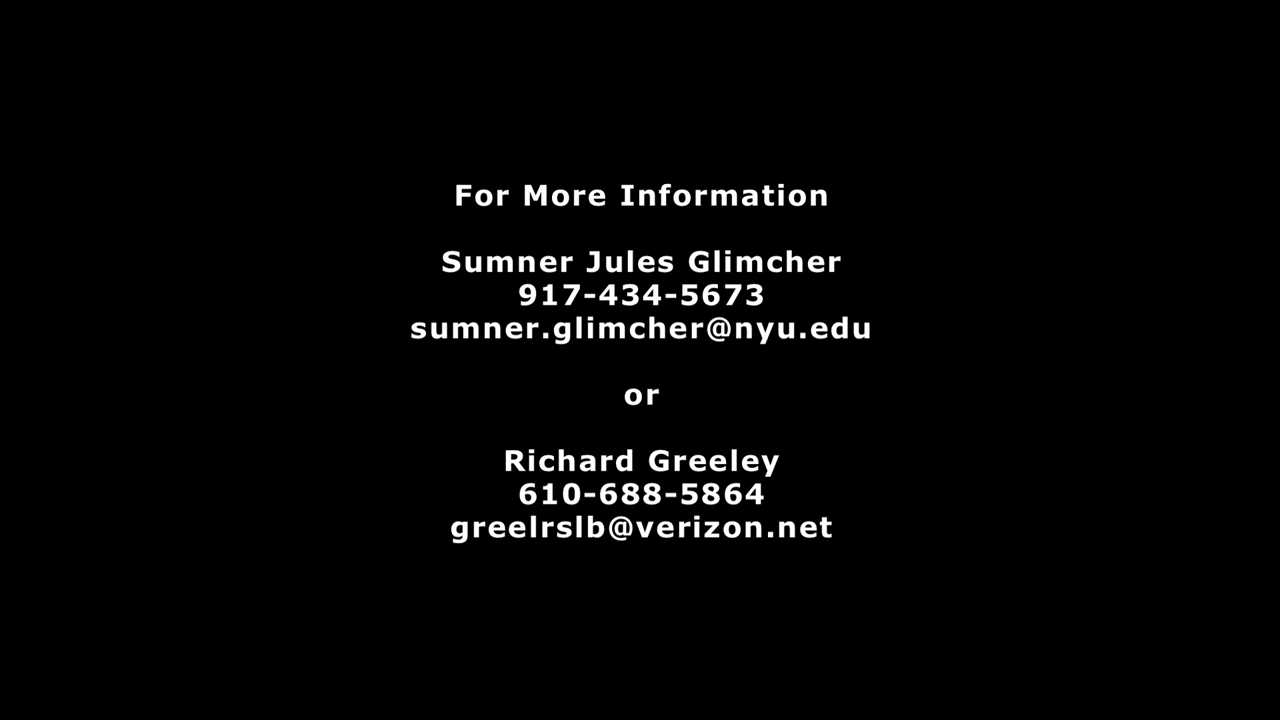 For More Information
Sumner Jules Glimcher
917-434-5673
sumner.glimcher@nyu.edu
or
Richard Greeley
610-688-5864
greelrslb@verizon.net